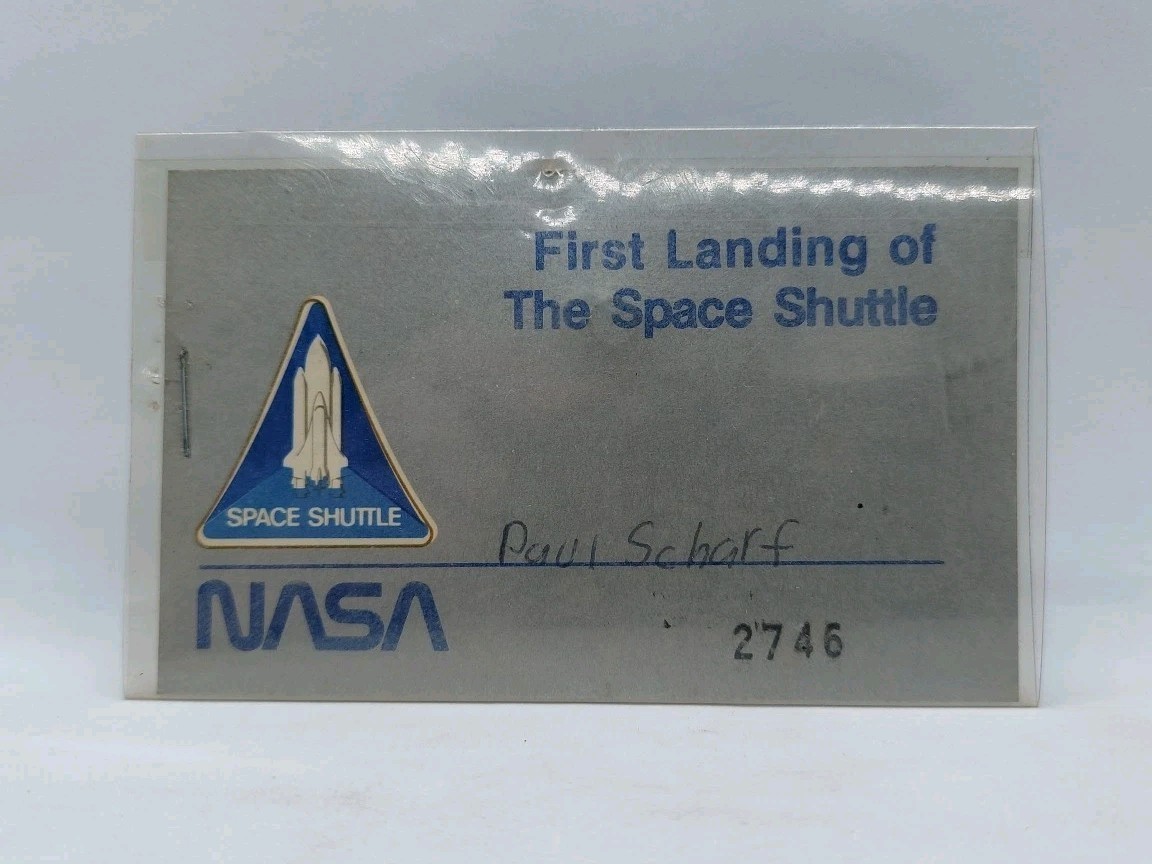 First Landing of
The Space Shuttle
SPACE SHUTTLE
Paul Scharf
NASA
2746